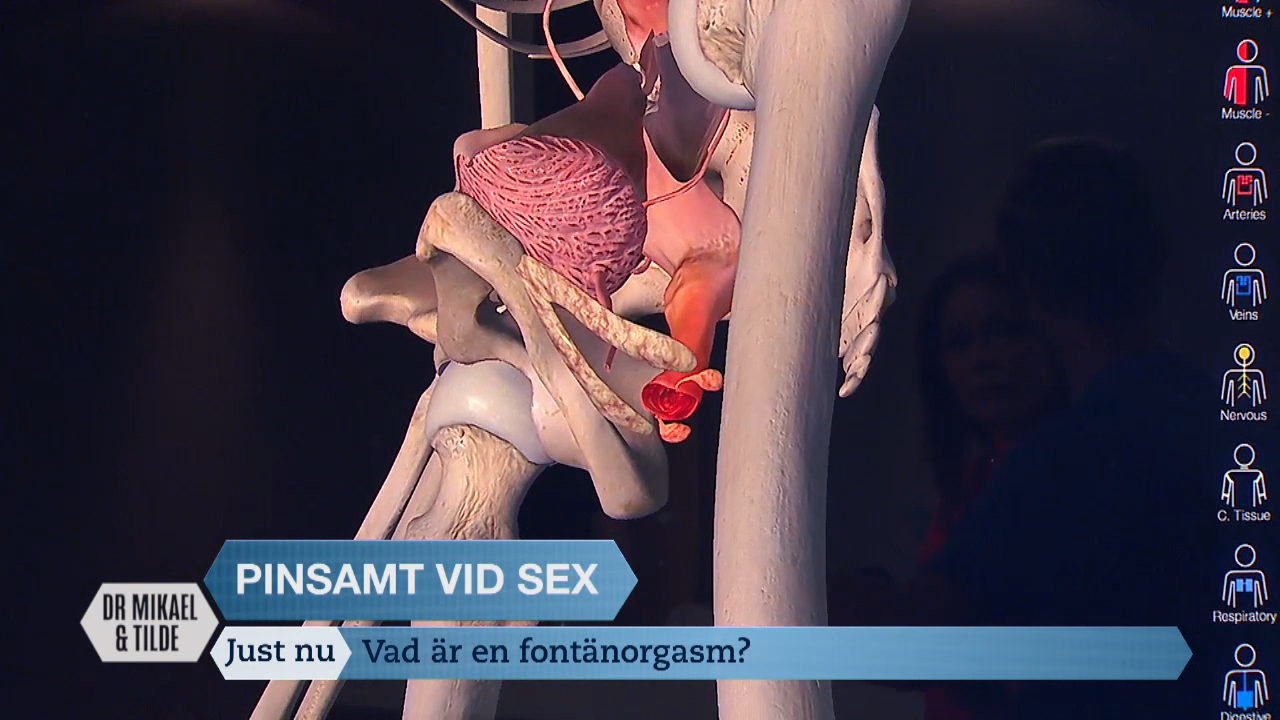 Muscle +
Muscle -
Arteries
Veins
Nervous
C. Tissue
Respiratory
Digestive
PINSAMT VID SEX
DR MIKAEL
& TILDE
Just nu
Vad är en fontänorgasm?